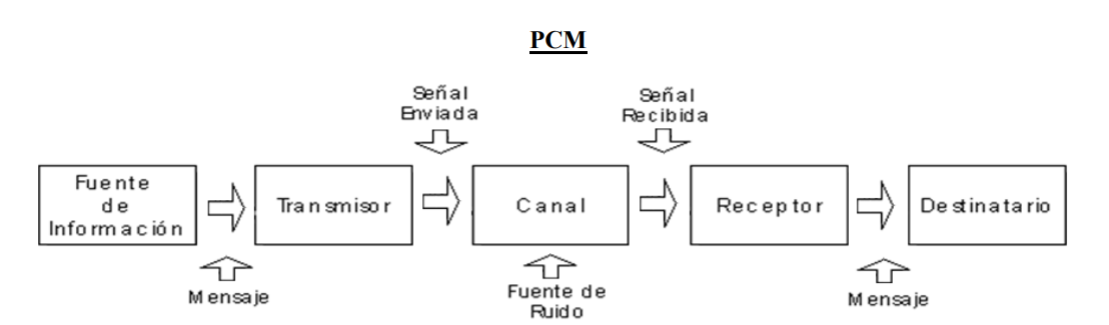 PCM
Señal
Enviada
Señal
Recibida
Fuente
de
Información
Transmisor
Canal
Receptor
Destinatario
Mensaje
Fuente de
Ruido
Mensaje